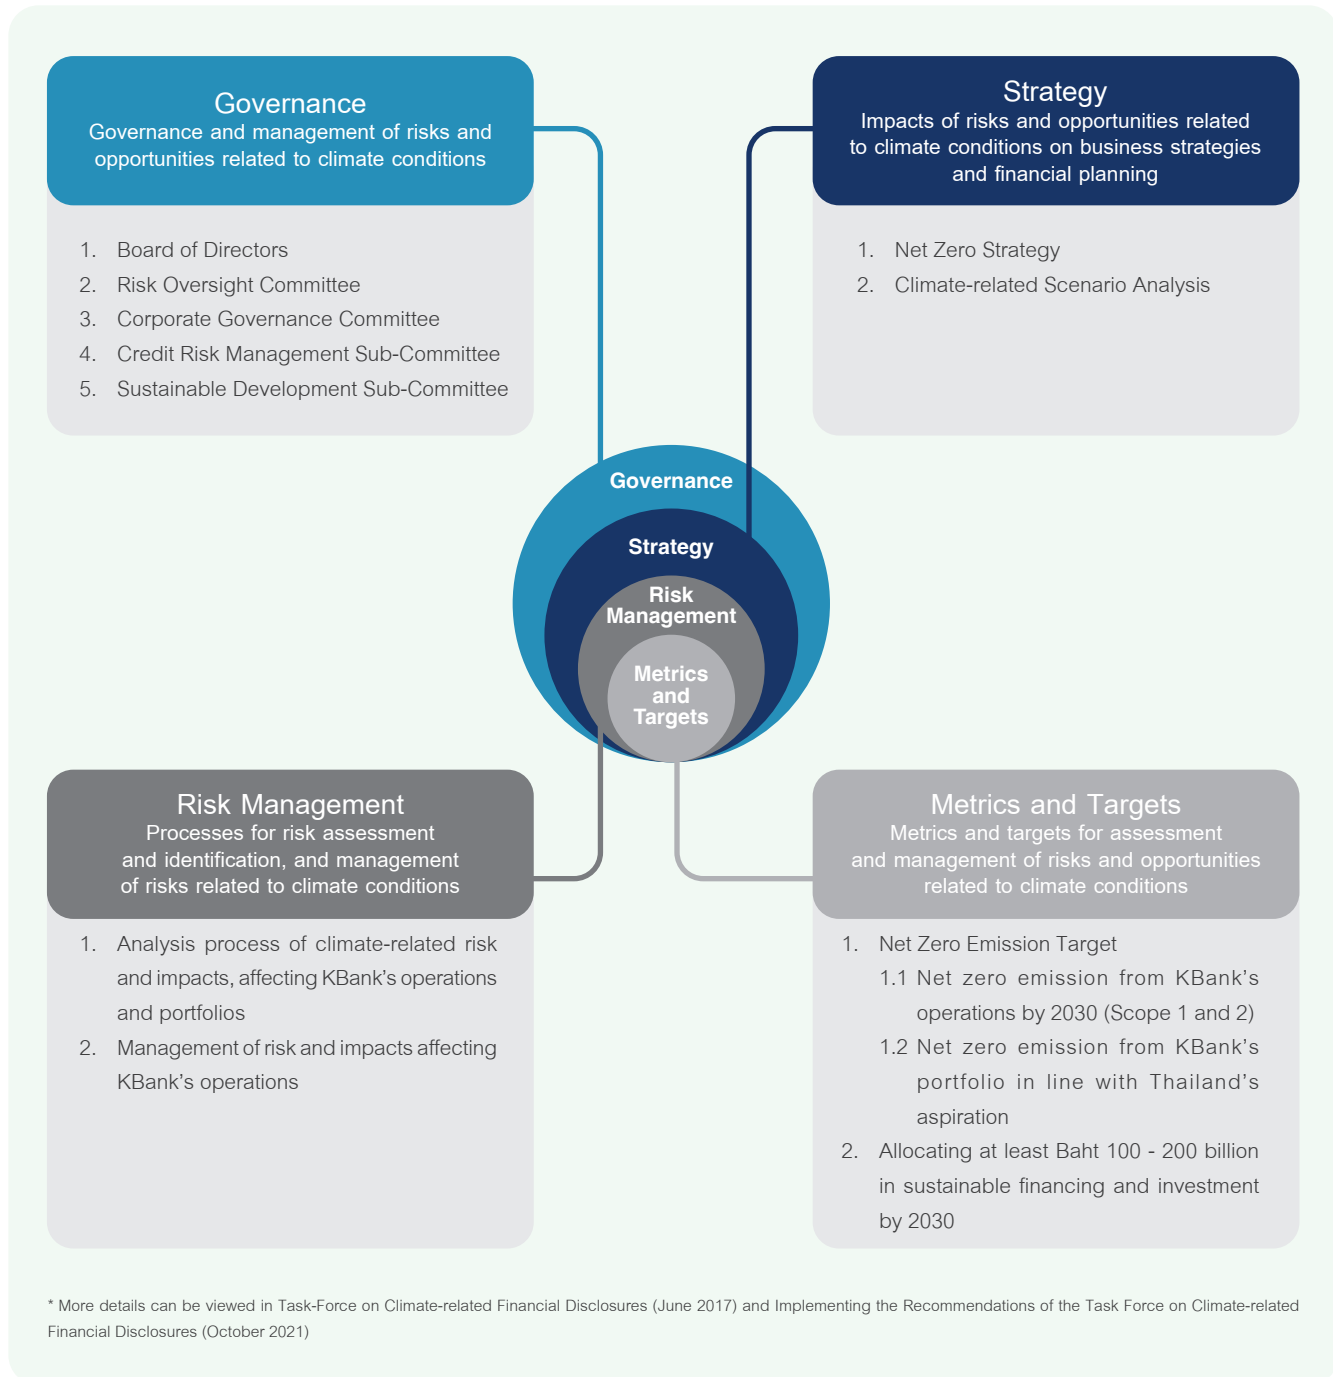 Governance
Governance and management of risks and
opportunities related to climate conditions
1. Board of Directors
2. Risk Oversight Committee
3. Corporate Governance Committee
4. Credit Risk Management Sub-Committee
5. Sustainable Development Sub-Committee
Strategy
Impacts of risks and opportunities related
to climate conditions on business strategies
and financial planning
1. Net Zero Strategy
2. Climate-related Scenario Analysis
Governance
Strategy
Risk
Management
Metrics
and
Targets
Risk Management
Processes for risk assessment
and identification, and management
of risks related to climate conditions
1. Analysis process of climate-related risk
and impacts, affecting KBank’s operations
and portfolios
2. Management of risk and impacts affecting
KBank’s operations
Metrics and Targets
Metrics and targets for assessment
and management of risks and opportunities
related to climate conditions
1. Net Zero Emission Target
1.1 Net zero emission from KBank’s
operations by 2030 (Scope 1 and 2)
1.2 Net zero emission from KBank’s
portfolio in line with Thailand’s
aspiration
2. Allocating at least Baht 100 - 200 billion
in sustainable financing and investment
by 2030
* More details can be viewed in Task-Force on Climate-related Financial Disclosures (June 2017) and Implementing the Recommendations of the Task Force on Climate-related
Financial Disclosures (October 2021)